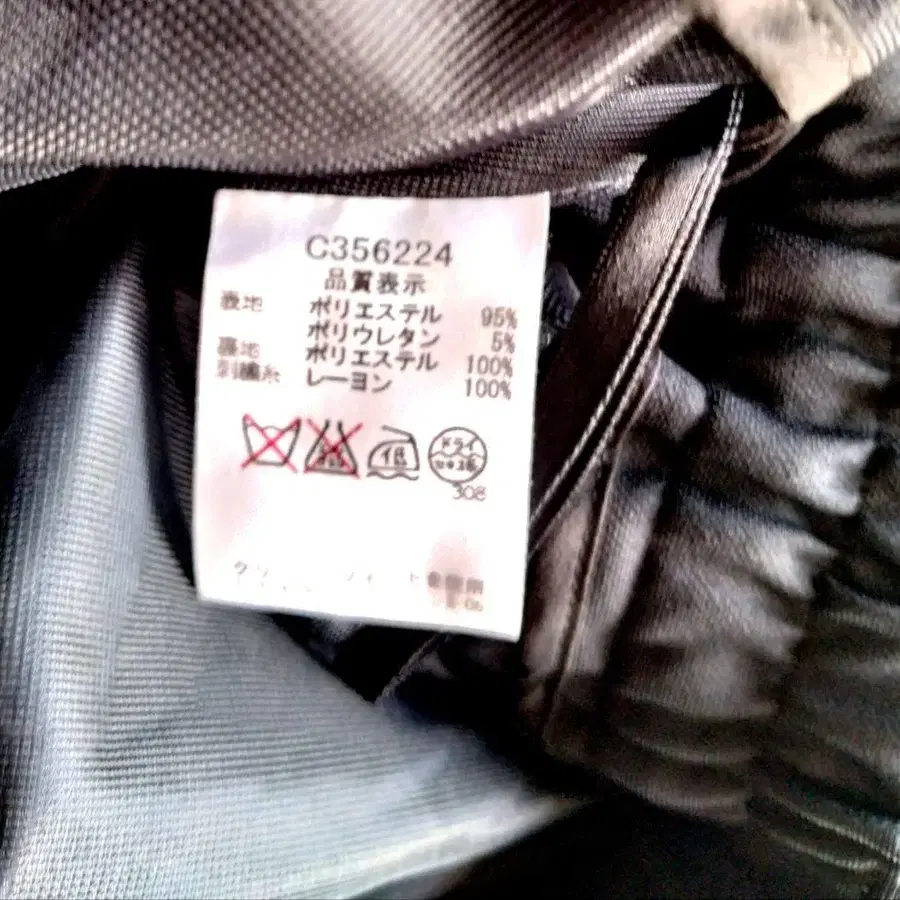 C356224
品質表示
表地 ポリエステル 95%
ポリウレタン 5%
裏地 ポリエステル 100%
刺繍糸 レーヨン 100%
低 ドライ
308